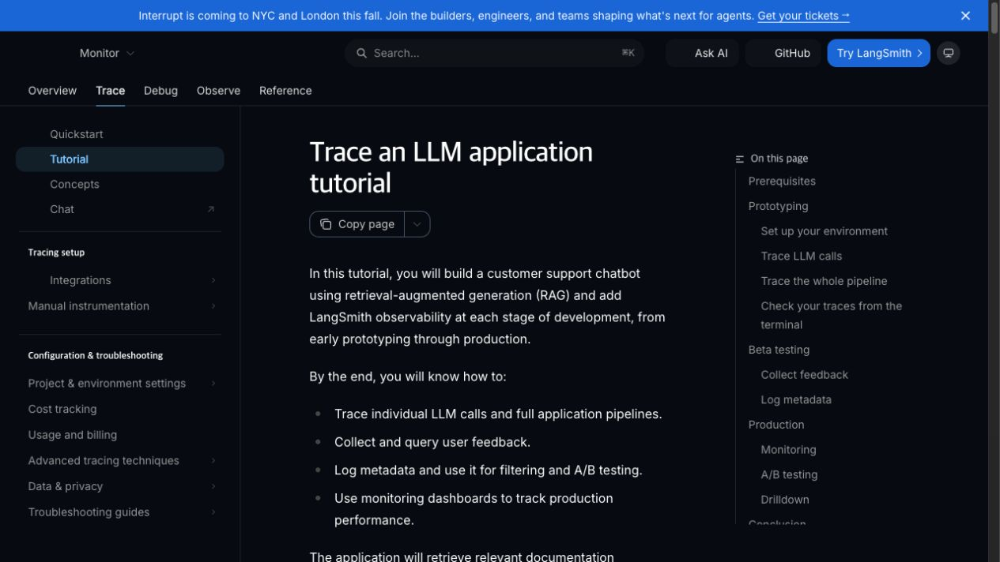 Interrupt is coming to NYC and London this fall. Join the builders, engineers, and teams shaping what's next for agents. Get your tickets →
Monitor
Search...
⌘K
Ask AI
GitHub
Try LangSmith
Overview
Trace
Debug
Observe
Reference
Quickstart
Tutorial
Concepts
Chat
Tracing setup
Integrations
Manual instrumentation
Configuration & troubleshooting
Project & environment settings
Cost tracking
Usage and billing
Advanced tracing techniques
Data & privacy
Troubleshooting guides
Trace an LLM application
tutorial
Copy page
In this tutorial, you will build a customer support chatbot
using retrieval-augmented generation (RAG) and add
LangSmith observability at each stage of development, from
early prototyping through production.
By the end, you will know how to:
Trace individual LLM calls and full application pipelines.
Collect and query user feedback.
Log metadata and use it for filtering and A/B testing.
Use monitoring dashboards to track production
performance.
The application will retrieve relevant documentation
On this page
Prerequisites
Prototyping
Set up your environment
Trace LLM calls
Trace the whole pipeline
Check your traces from the
terminal
Beta testing
Collect feedback
Log metadata
Production
Monitoring
A/B testing
Drilldown
Conclusion